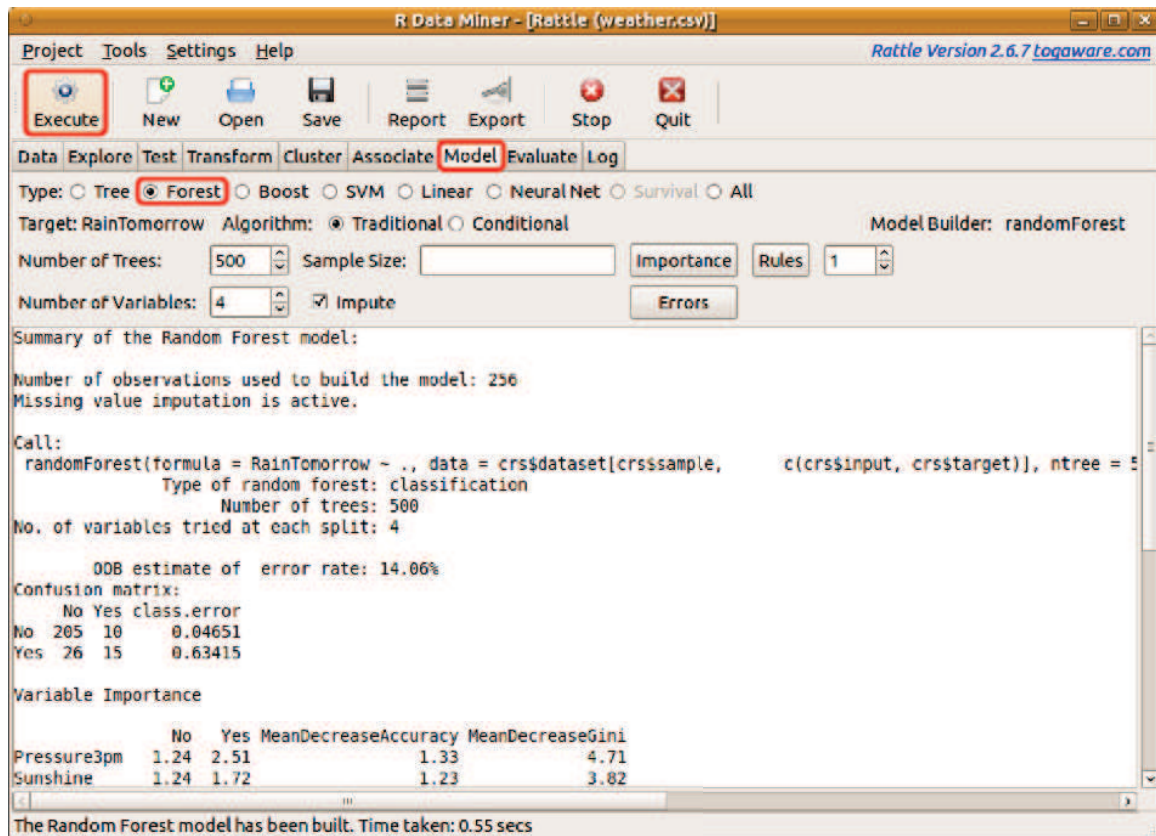 R Data Miner - [Rattle (weather.csv)]
Project Tools Settings Help Rattle Version 2.6.7 togaware.com
Execute New Open Save Report Export Stop Quit
Data Explore Test Transform Cluster Associate Model Evaluate Log
Type: Tree Forest Boost SVM Linear Neural Net Survival All
Target: RainTomorrow Algorithm: Traditional Conditional Model Builder: randomForest
Number of Trees: 500 Sample Size: Importance Rules 1
Number of Variables: 4 Impute Errors
Summary of the Random Forest model:
Number of observations used to build the model: 256
Missing value imputation is active.
Call:
randomForest(formula = RainTomorrow ~ ., data = crs$dataset[crs$sample, c(crs$input, crs$target)], ntree = 5
Type of random forest: classification
Number of trees: 500
No. of variables tried at each split: 4
OOB estimate of error rate: 14.06%
Confusion matrix:
No Yes class.error
No 205 10 0.04651
Yes 26 15 0.63415
Variable Importance
No Yes MeanDecreaseAccuracy MeanDecreaseGini
Pressure3pm 1.24 2.51 1.33 4.71
Sunshine 1.24 1.72 1.23 3.82
The Random Forest model has been built. Time taken: 0.55 secs